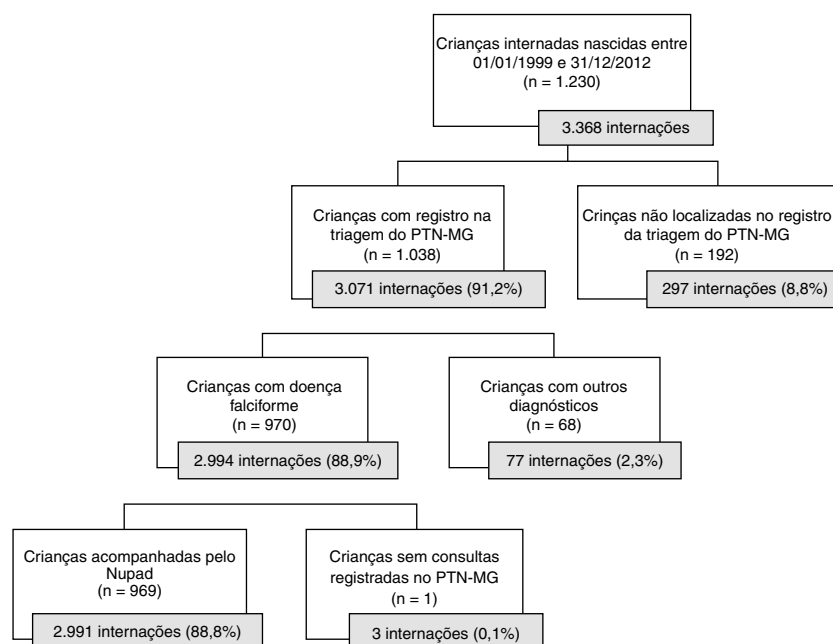 Crianças internadas nascidas entre
01/01/1999 e 31/12/2012
(n = 1.230)
3.368 internações
Crianças com registro na
triagem do PTN-MG
(n = 1.038)
3.071 internações (91,2%)
Crinças não localizadas no registro
da triagem do PTN-MG
(n = 192)
297 internações (8,8%)
Crianças com doença
falciforme
(n = 970)
2.994 internações (88,9%)
Crianças com outros
diagnósticos
(n = 68)
77 internações (2,3%)
Crianças acompanhadas pelo
Nupad
(n = 969)
2.991 internações (88,8%)
Crianças sem consultas
registradas no PTN-MG
(n = 1)
3 internações (0,1%)